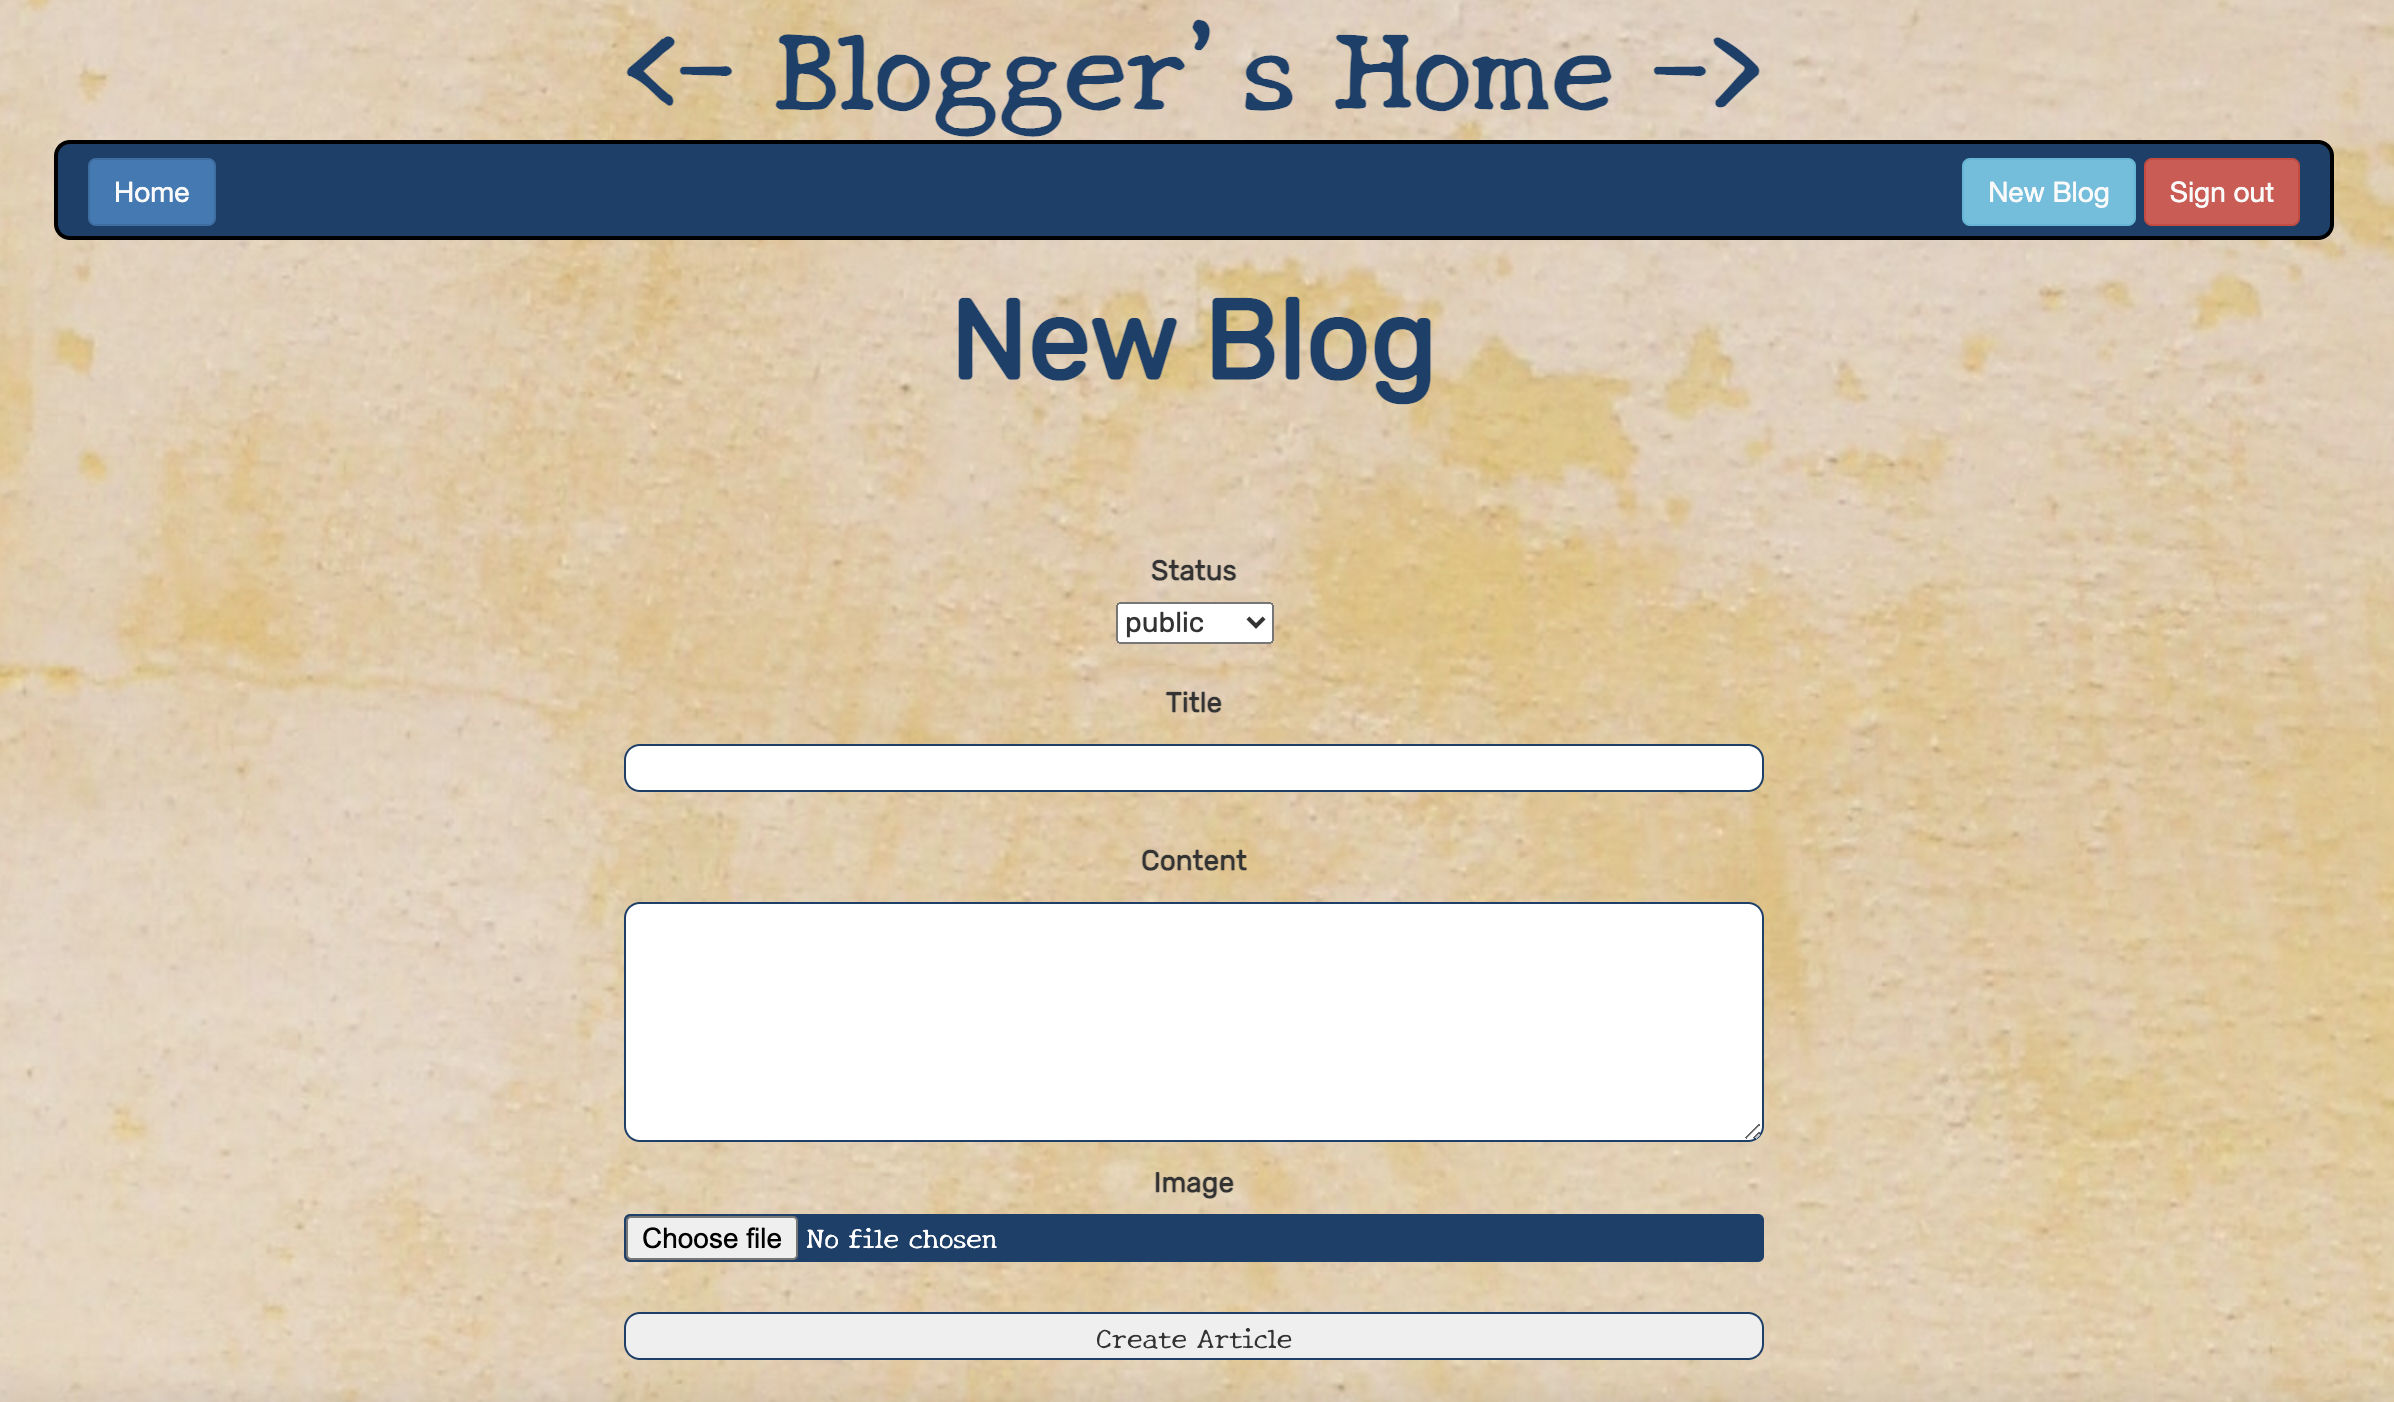 <- Blogger's Home ->
Home New Blog Sign out
New Blog
Status
public
Title
Content
Image
Choose file No file chosen
Create Article